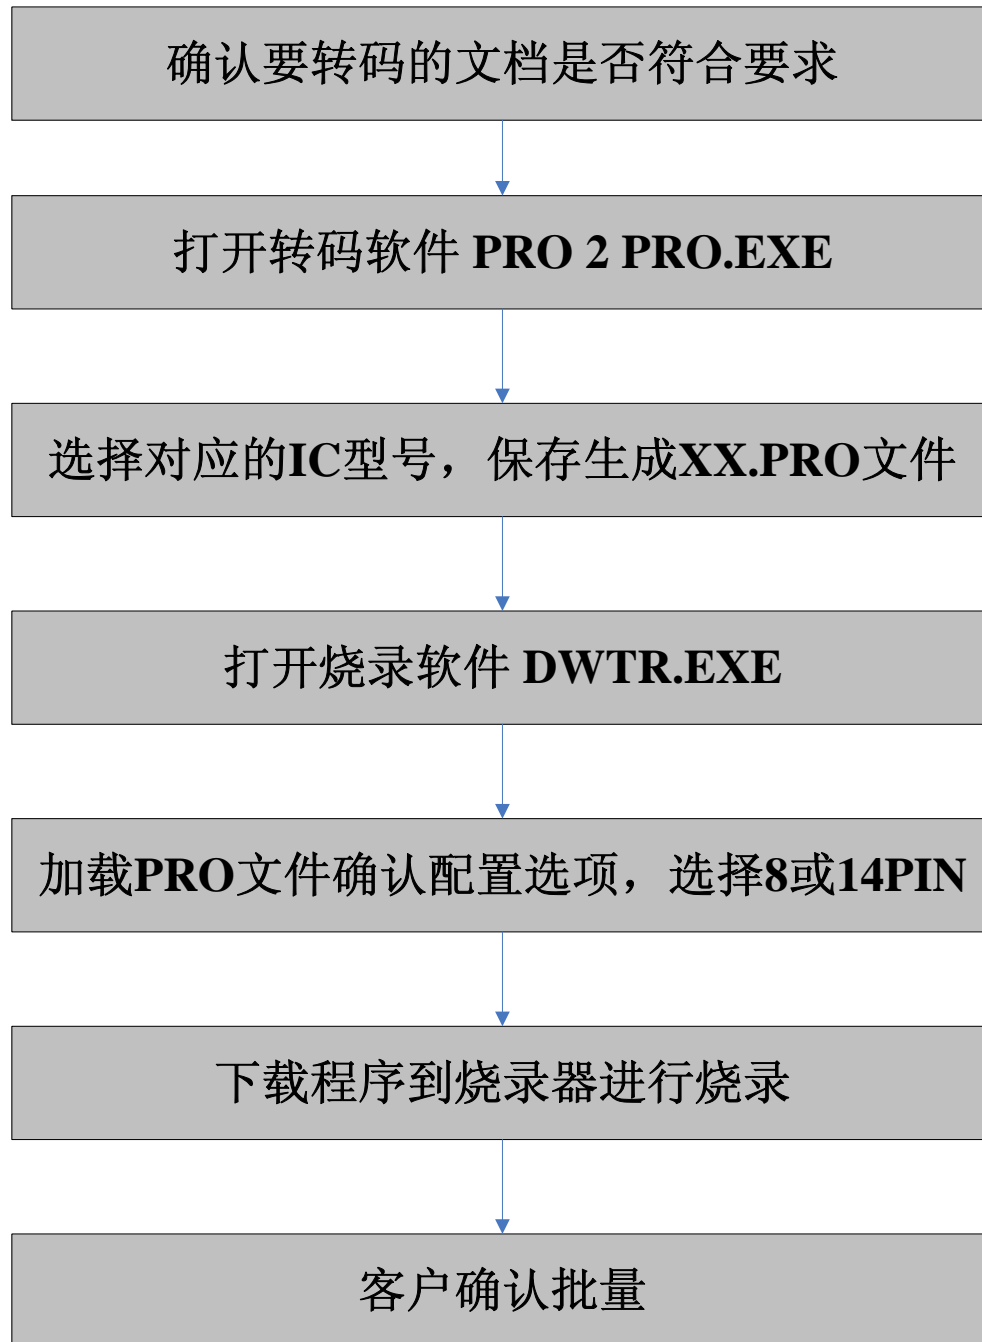 确认要转码的文档是否符合要求
打开转码软件 PRO 2 PRO.EXE
选择对应的IC型号，保存生成XX.PRO文件
打开烧录软件 DWTR.EXE
加载PRO文件确认配置选项，选择8或14PIN
下载程序到烧录器进行烧录
客户确认批量